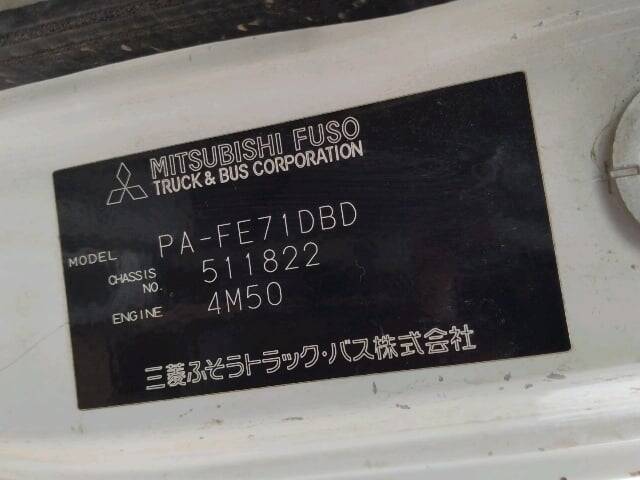 MITSUBISHI FUSO
TRUCK & BUS CORPORATION
MODEL PA-FE71DBD
CHASSIS NO. 511822
ENGINE 4M50
三菱ふそうトラック・バス株式会社